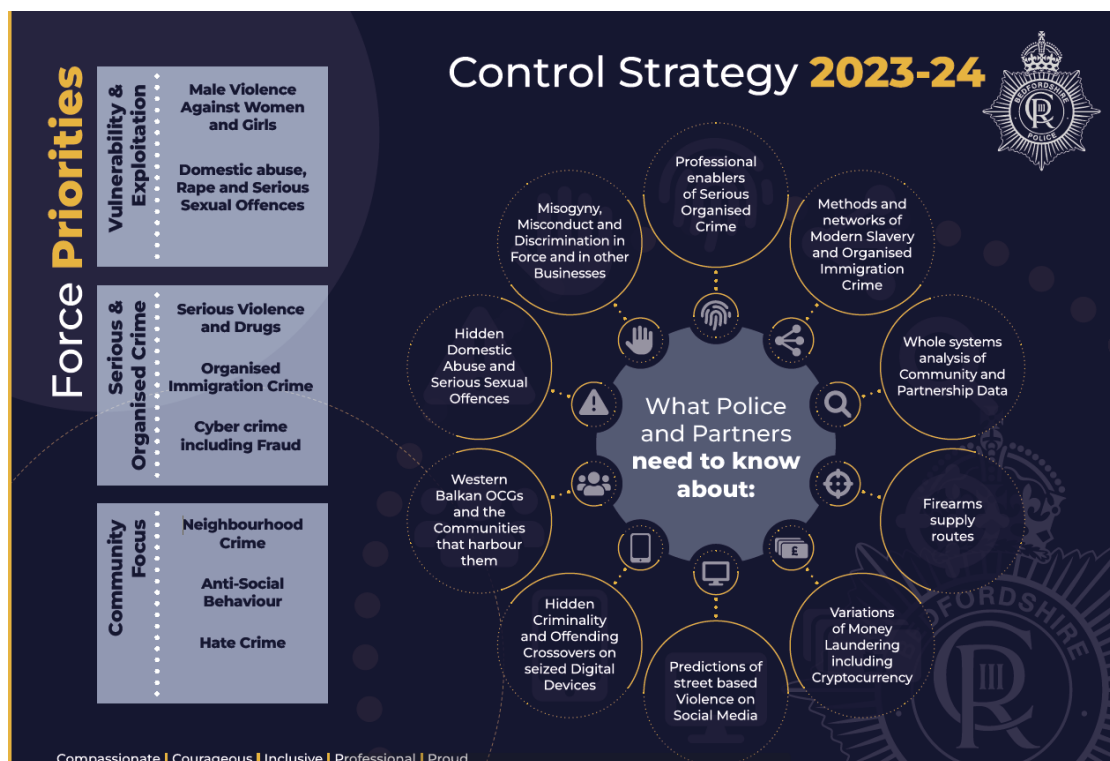 Force Priorities
Vulnerability &
Exploitation
Male Violence
Against Women
and Girls
Domestic abuse,
Rape and Serious
Sexual Offences
Serious &
Organised Crime
Serious Violence
and Drugs
Organised
Immigration Crime
Cyber crime
including Fraud
Community
Focus
Neighbourhood
Crime
Anti-Social
Behaviour
Hate Crime
Control Strategy 2023-24
BEDFORDSHIRE
CR
III
POLICE
What Police
and Partners
need to know
about:
Professional
enablers
of Serious
Organised
Crime
Methods and
networks of
Modern Slavery
and Organised
Immigration
Crime
Whole systems
analysis of
Community and
Partnership Data
Firearms
supply
routes
£
Variations
of Money
Laundering
including
Cryptocurrency
Predictions of
street based
Violence on
Social Media
Hidden
Criminality
and Offending
Crossovers on
seized Digital
Devices
Western
Balkan OCGs
and the
Communities
that harbour
them
Hidden
Domestic
Abuse and
Serious Sexual
Offences
Misogyny,
Misconduct and
Discrimination in
Force and in other
Businesses
BEDFORDSHIRE
CR
III
Compassionate | Courageous | Inclusive | Professional | Proud